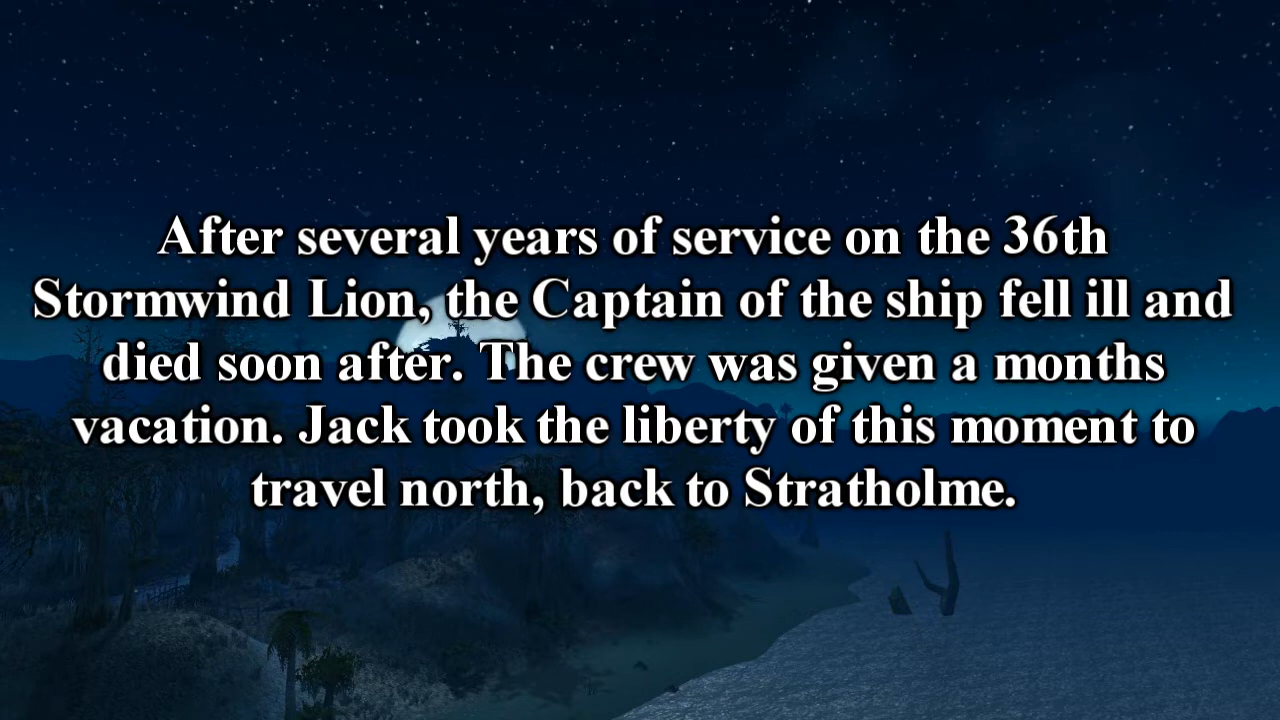 After several years of service on the 36th
Stormwind Lion, the Captain of the ship fell ill and
died soon after. The crew was given a months
vacation. Jack took the liberty of this moment to
travel north, back to Stratholme.